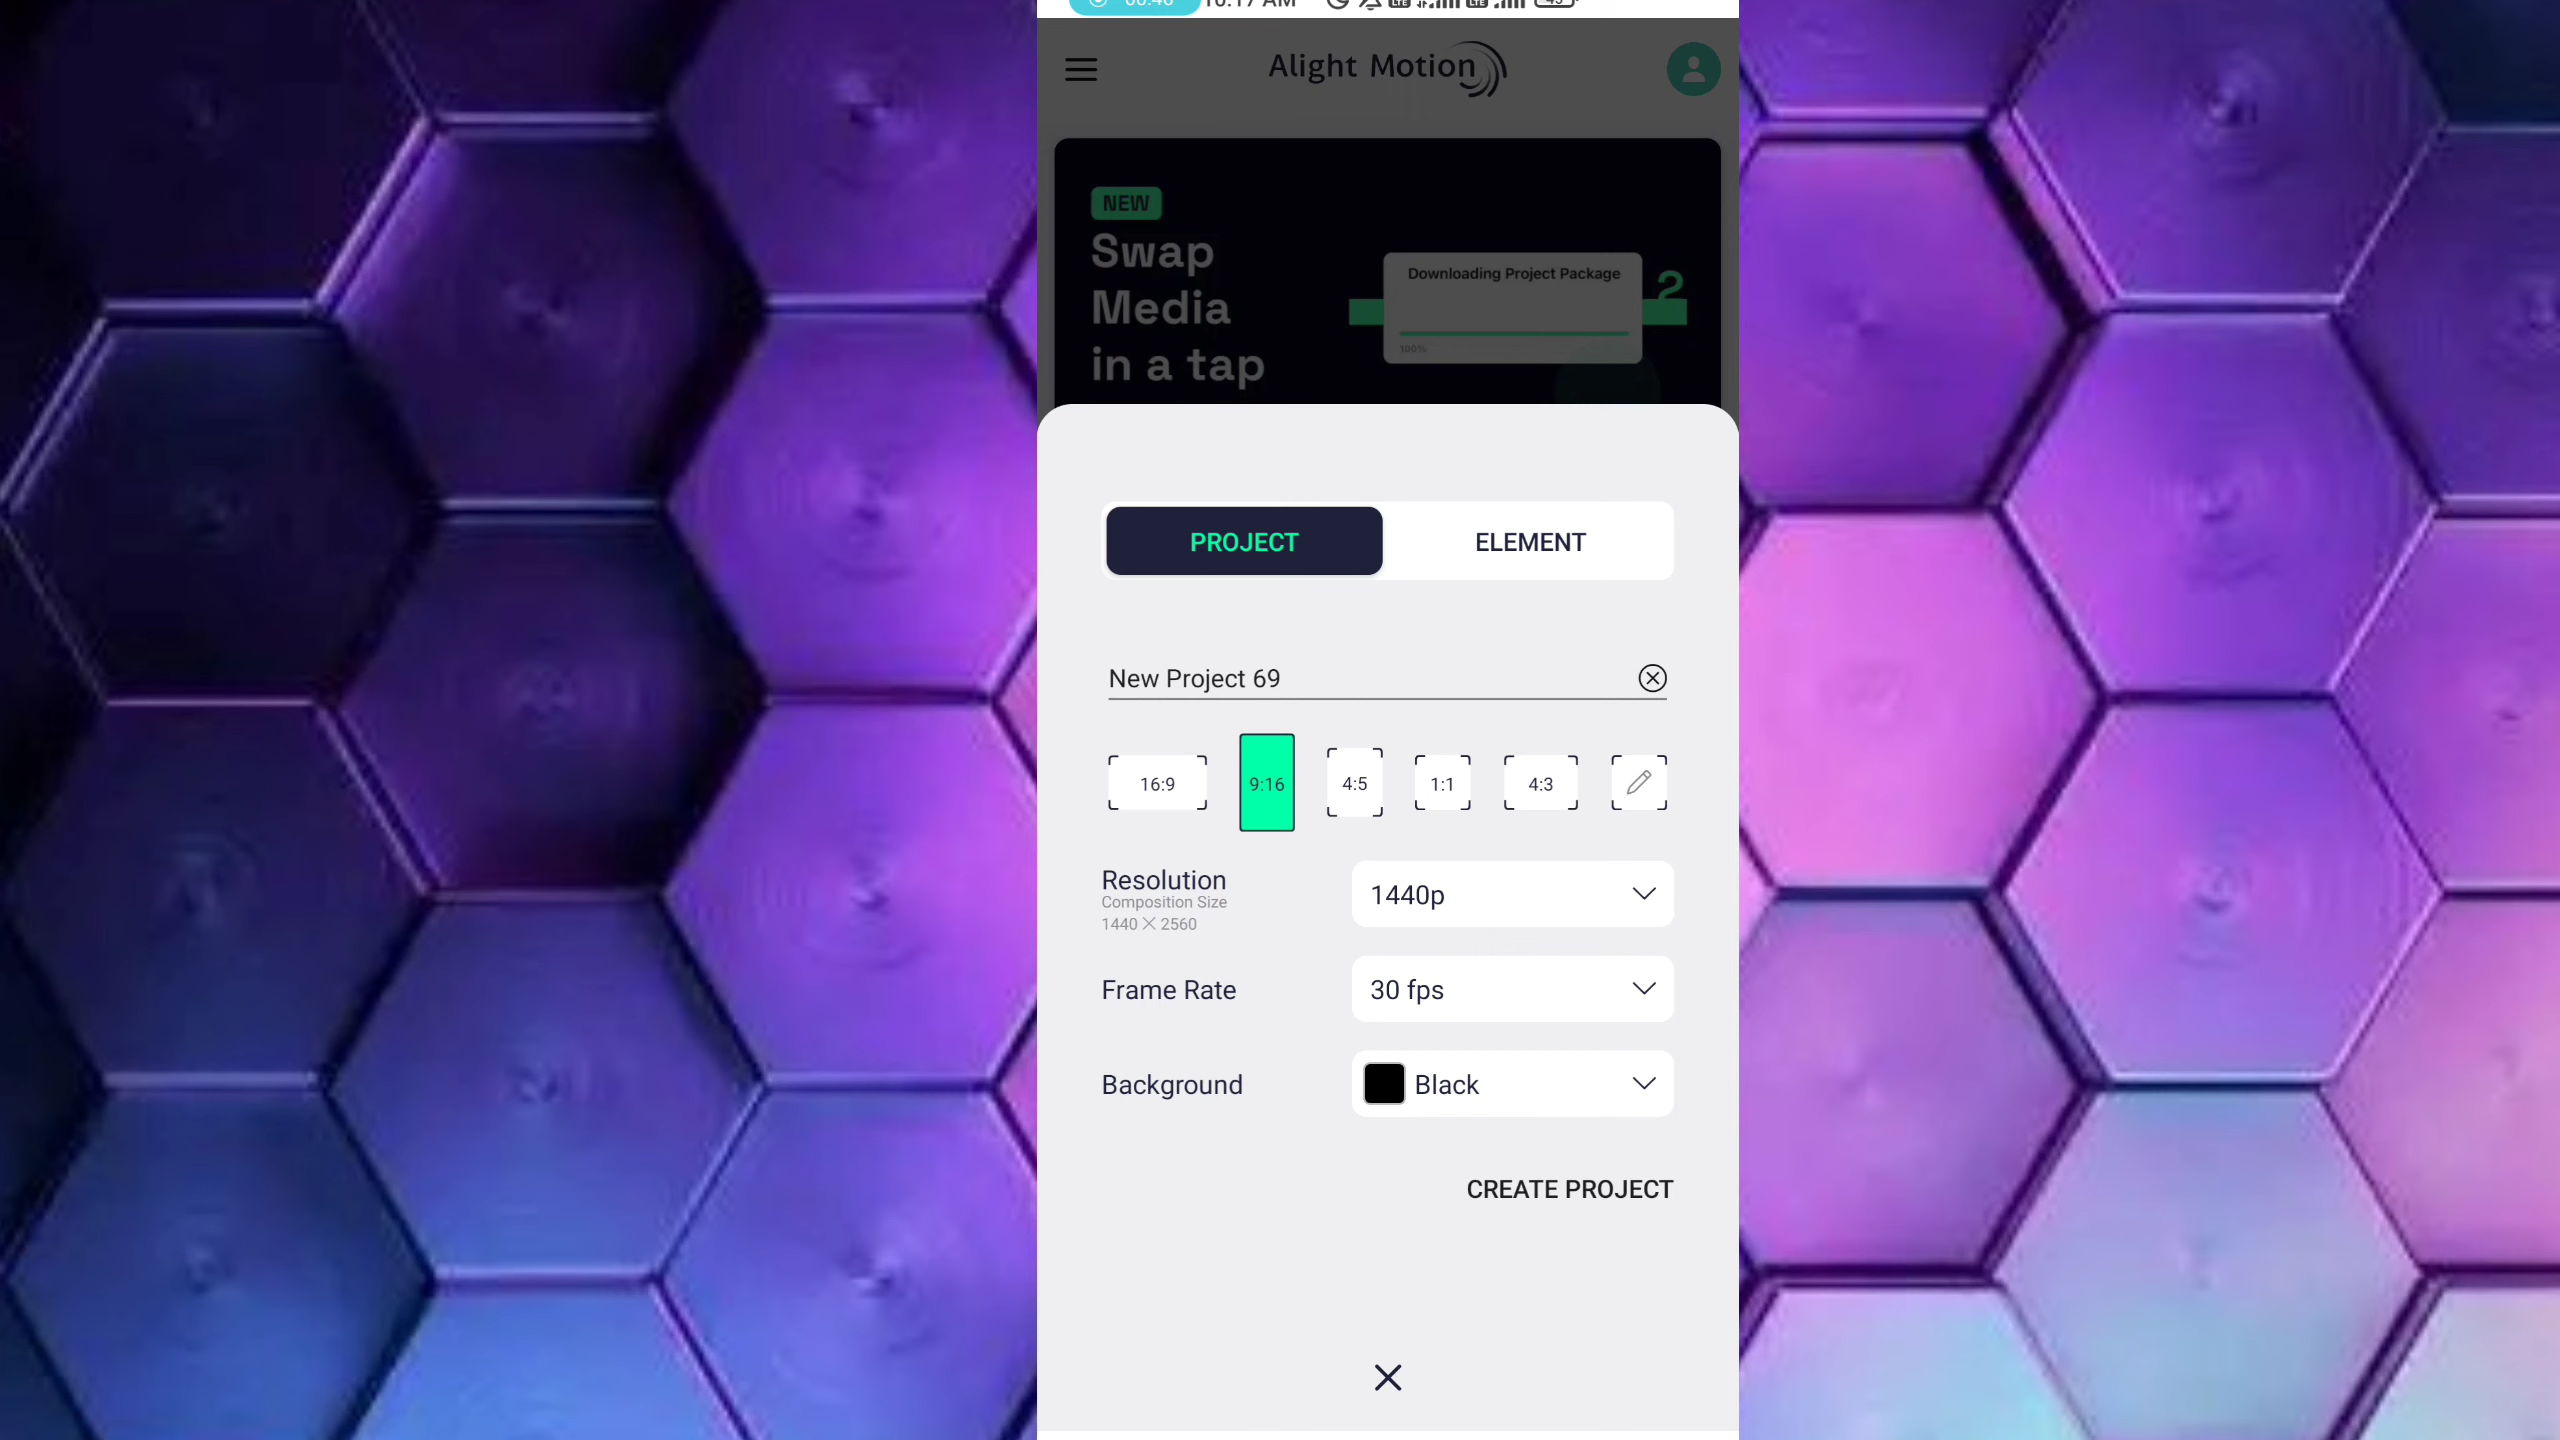 Alight Motion
NEW
Swap
Media
in a tap
Downloading Project Package
2
100%
PROJECT
ELEMENT
New Project 69
16:9
9:16
4:5
1:1
4:3
Resolution
Composition Size
1440 × 2560
1440p
Frame Rate
30 fps
Background
Black
CREATE PROJECT